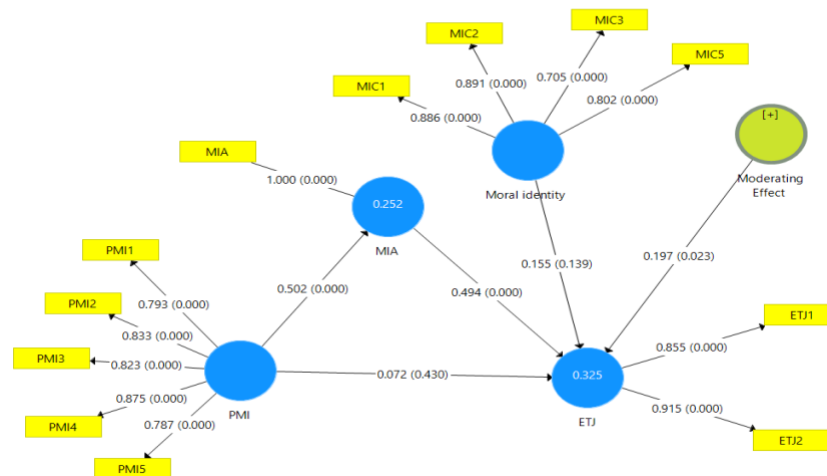 MIC2
MIC3
MIC5
MIC1
0.891 (0.000)
0.705 (0.000)
0.802 (0.000)
0.886 (0.000)
[+]
Moderating
Effect
Moral identity
MIA
1.000 (0.000)
0.252
MIA
0.155 (0.139)
0.197 (0.023)
PMI1
0.793 (0.000)
0.502 (0.000)
0.494 (0.000)
PMI2
0.833 (0.000)
PMI3
0.823 (0.000)
PMI4
0.875 (0.000)
PMI5
0.787 (0.000)
PMI
0.072 (0.430)
0.325
ETJ
ETJ1
0.855 (0.000)
0.915 (0.000)
ETJ2